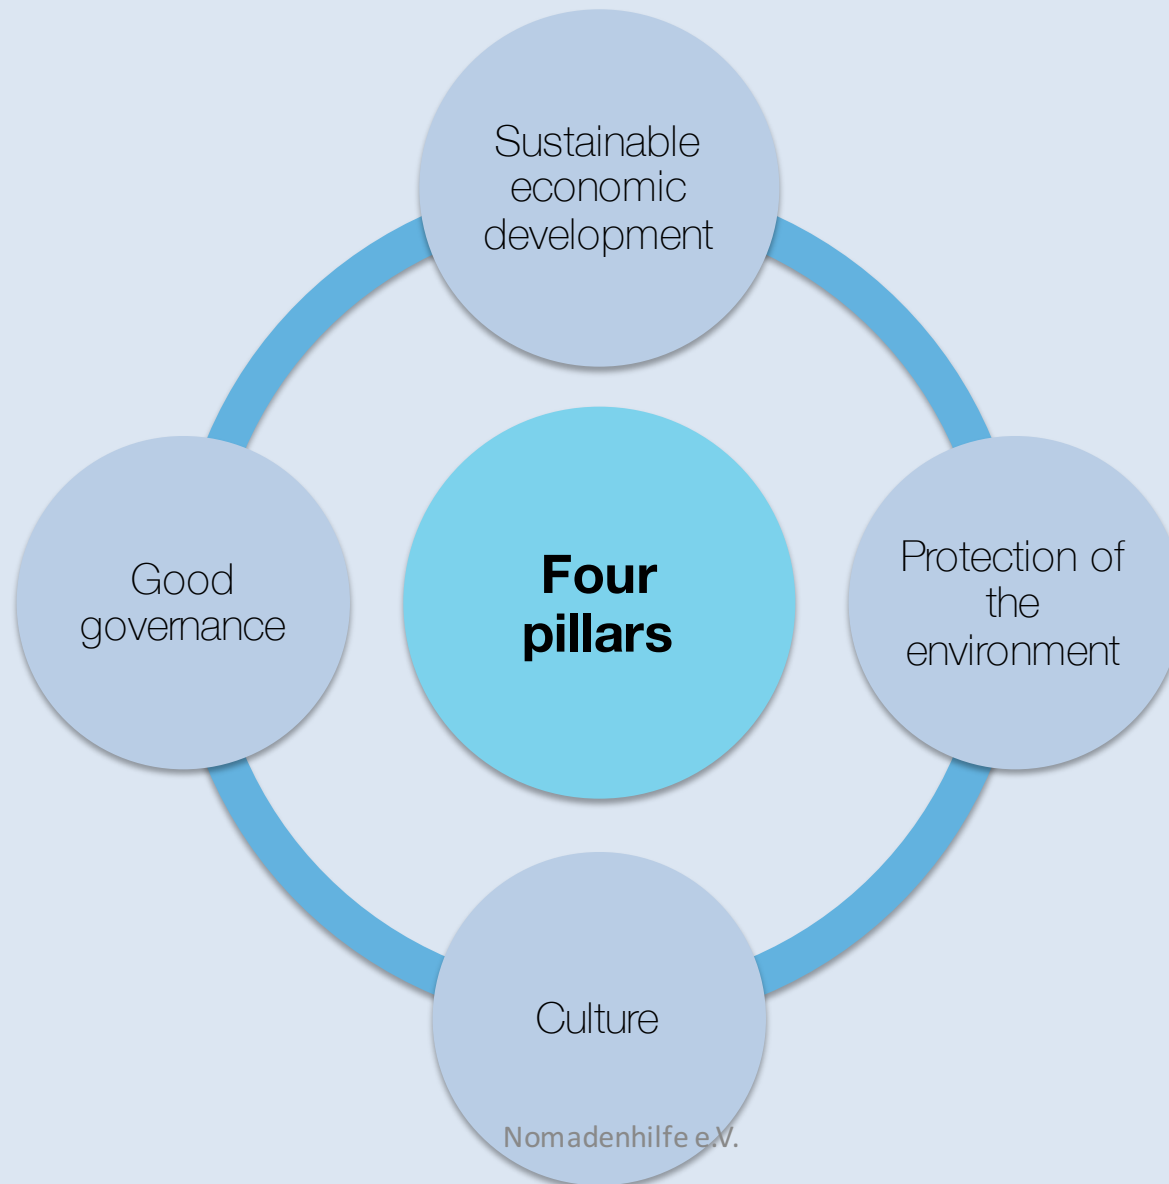 Sustainable
economic
development
Good
governance
Four
pillars
Protection of
the
environment
Culture
Nomadenhilfe e.V.